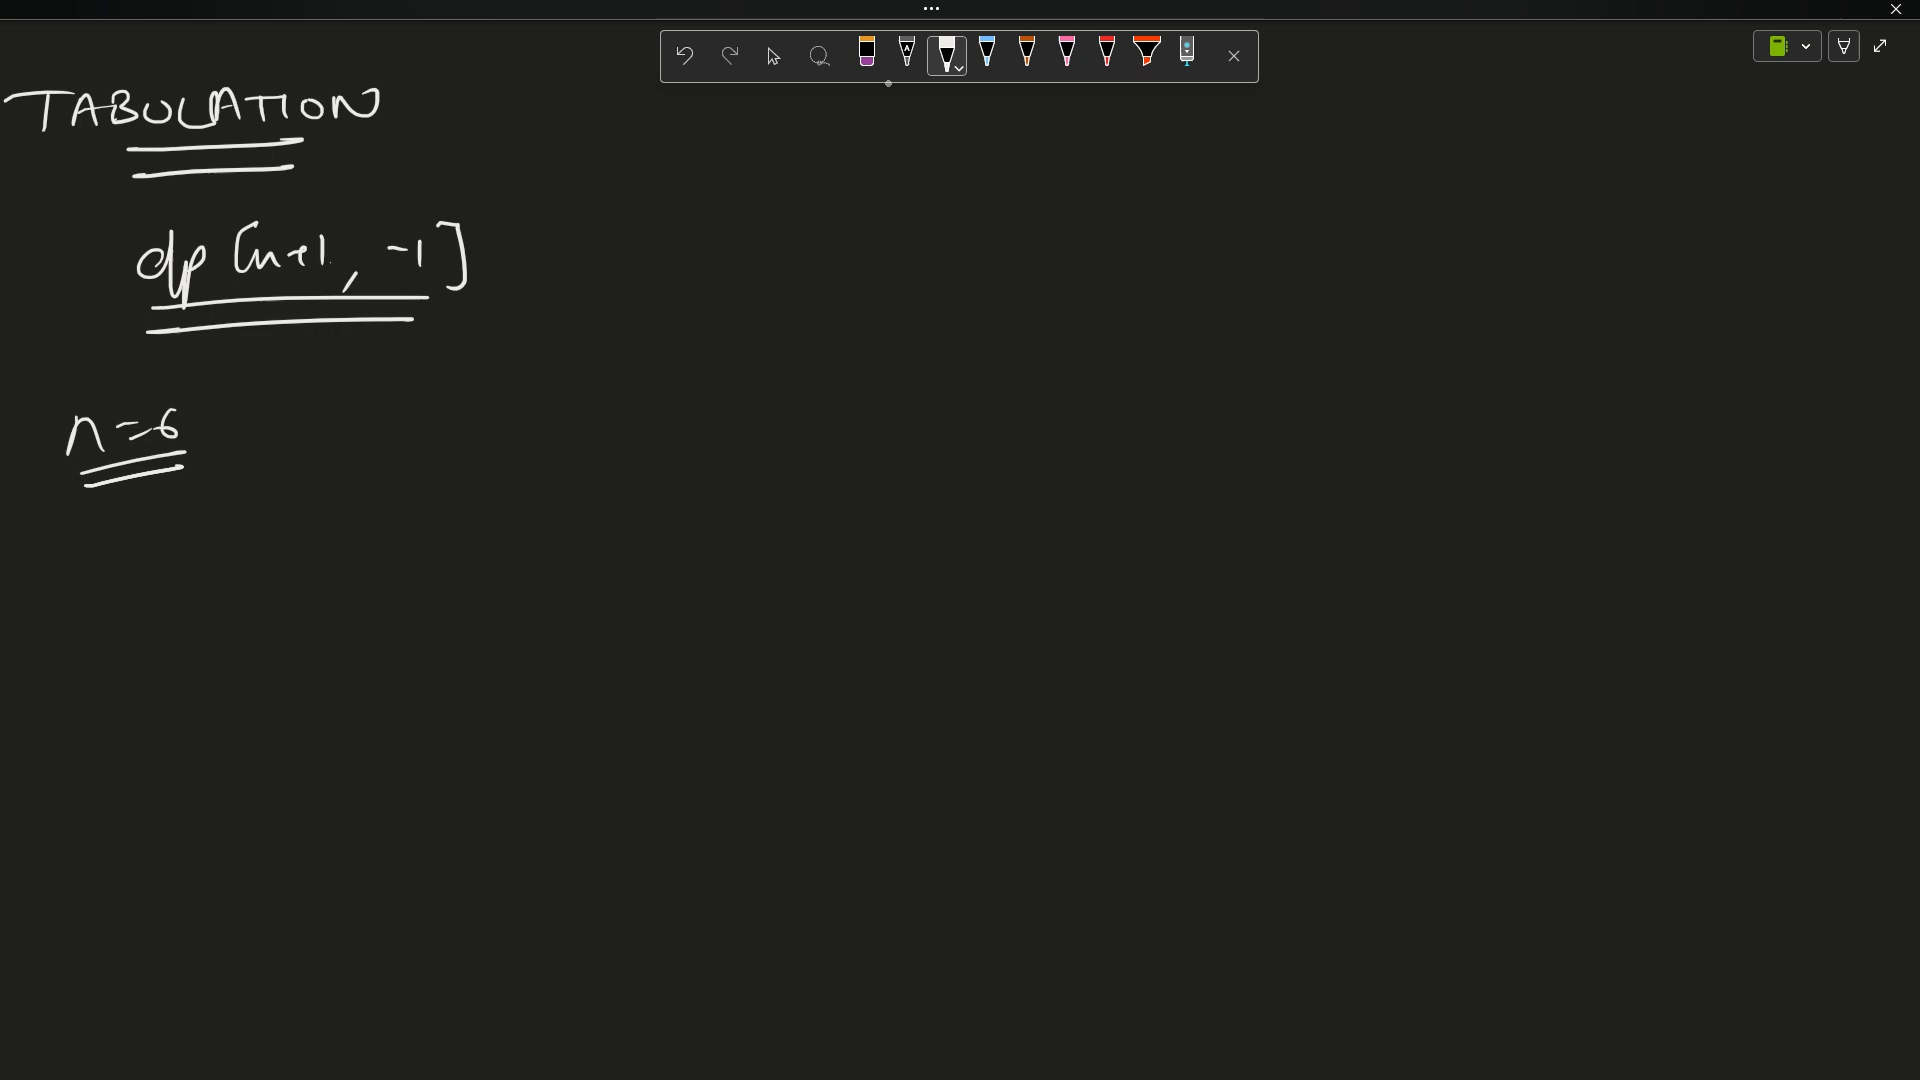 TABULATION
dp [n+1, -1]
n=6